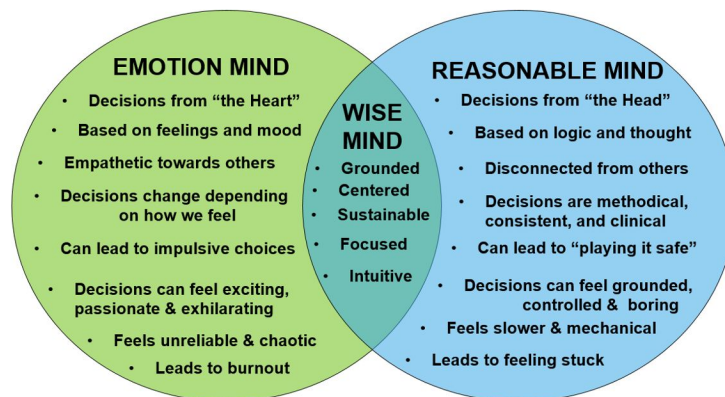 EMOTION MIND
• Decisions from “the Heart”
• Based on feelings and mood
• Empathetic towards others
• Decisions change depending
on how we feel
• Can lead to impulsive choices
• Decisions can feel exciting,
passionate & exhilarating
• Feels unreliable & chaotic
• Leads to burnout
WISE
MIND
• Grounded
• Centered
• Sustainable
• Focused
• Intuitive
REASONABLE MIND
• Decisions from “the Head”
• Based on logic and thought
• Disconnected from others
• Decisions are methodical,
consistent, and clinical
• Can lead to “playing it safe”
• Decisions can feel grounded,
controlled & boring
• Feels slower & mechanical
• Leads to feeling stuck